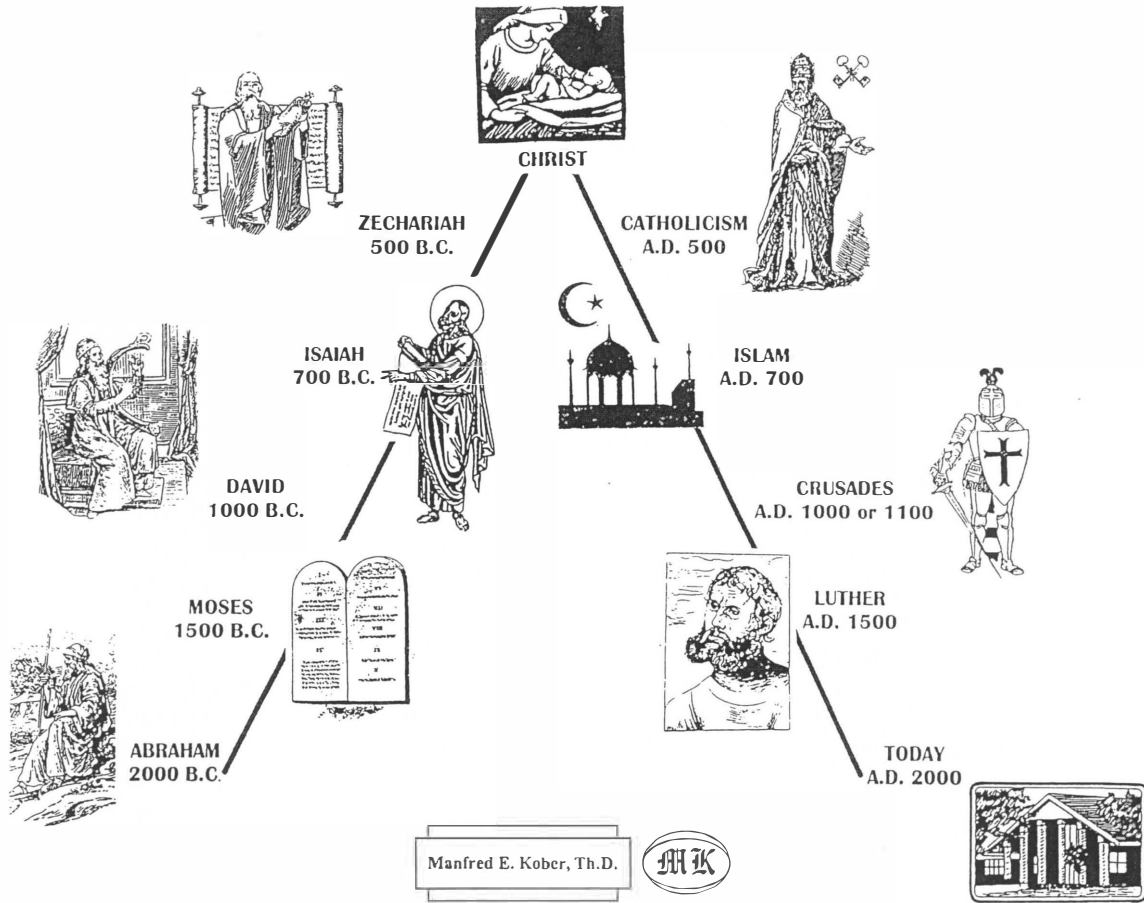 CHRIST
ZECHARIAH
500 B.C.
CATHOLICISM
A.D. 500
ISAIAH
700 B.C.
ISLAM
A.D. 700
DAVID
1000 B.C.
CRUSADES
A.D. 1000 or 1100
MOSES
1500 B.C.
LUTHER
A.D. 1500
ABRAHAM
2000 B.C.
TODAY
A.D. 2000
Manfred E. Kober, Th.D.
MK